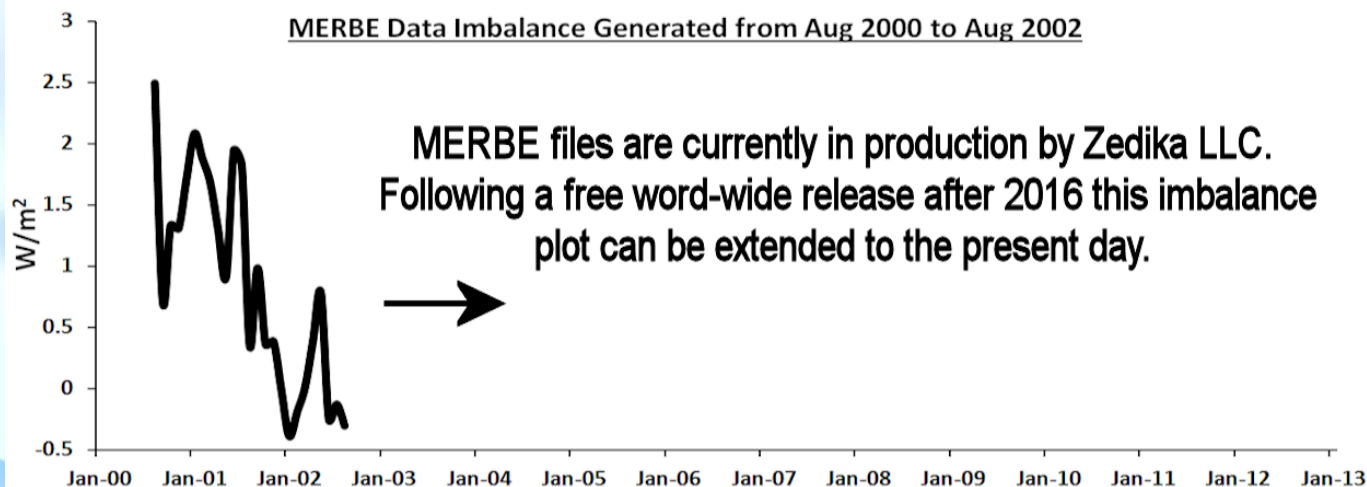 MERBE Data Imbalance Generated from Aug 2000 to Aug 2002
3
2.5
2
1.5
1
0.5
0
-0.5
W/m²
MERBE files are currently in production by Zedika LLC.
Following a free word-wide release after 2016 this imbalance
plot can be extended to the present day.
Jan-00 Jan-01 Jan-02 Jan-03 Jan-04 Jan-05 Jan-06 Jan-07 Jan-08 Jan-09 Jan-10 Jan-11 Jan-12 Jan-13